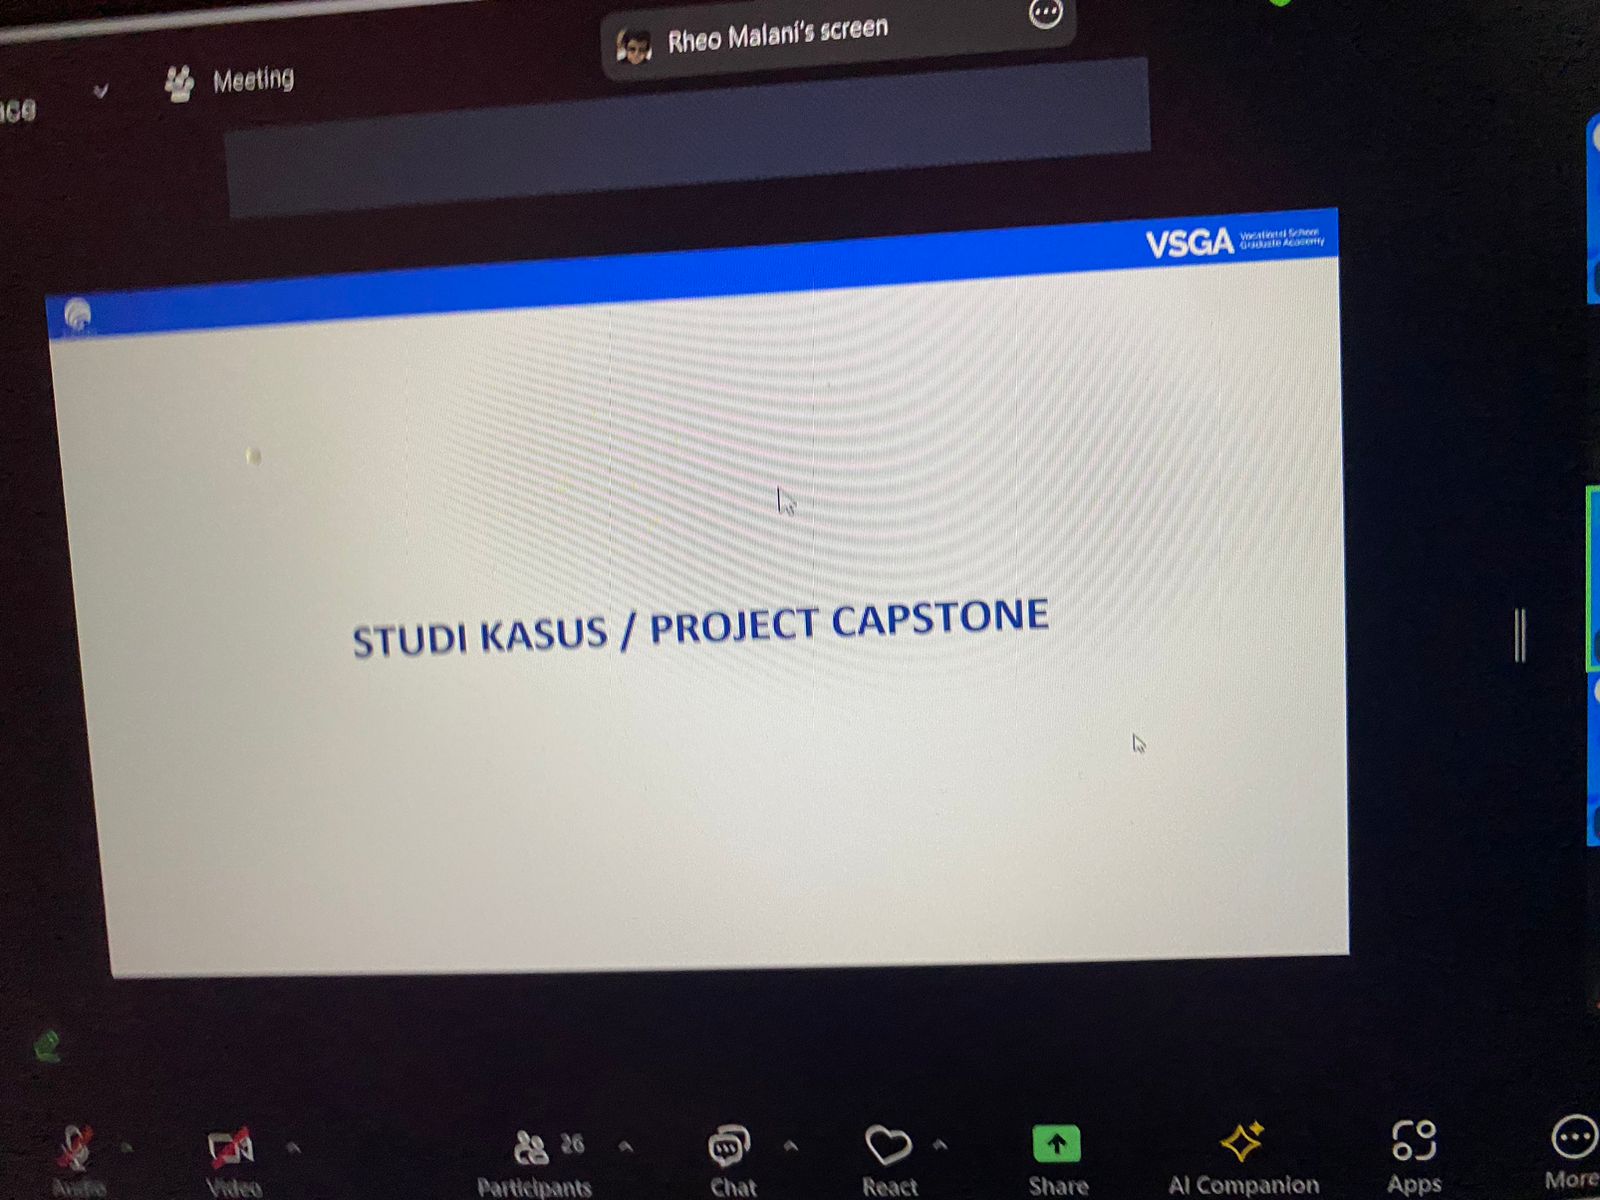 Rheo Malani's screen
Meeting
VSGA
Vocational School
Graduate Academy
STUDI KASUS / PROJECT CAPSTONE
Audio
Video
26
Participants
Chat
React
Share
AI Companion
Apps
More